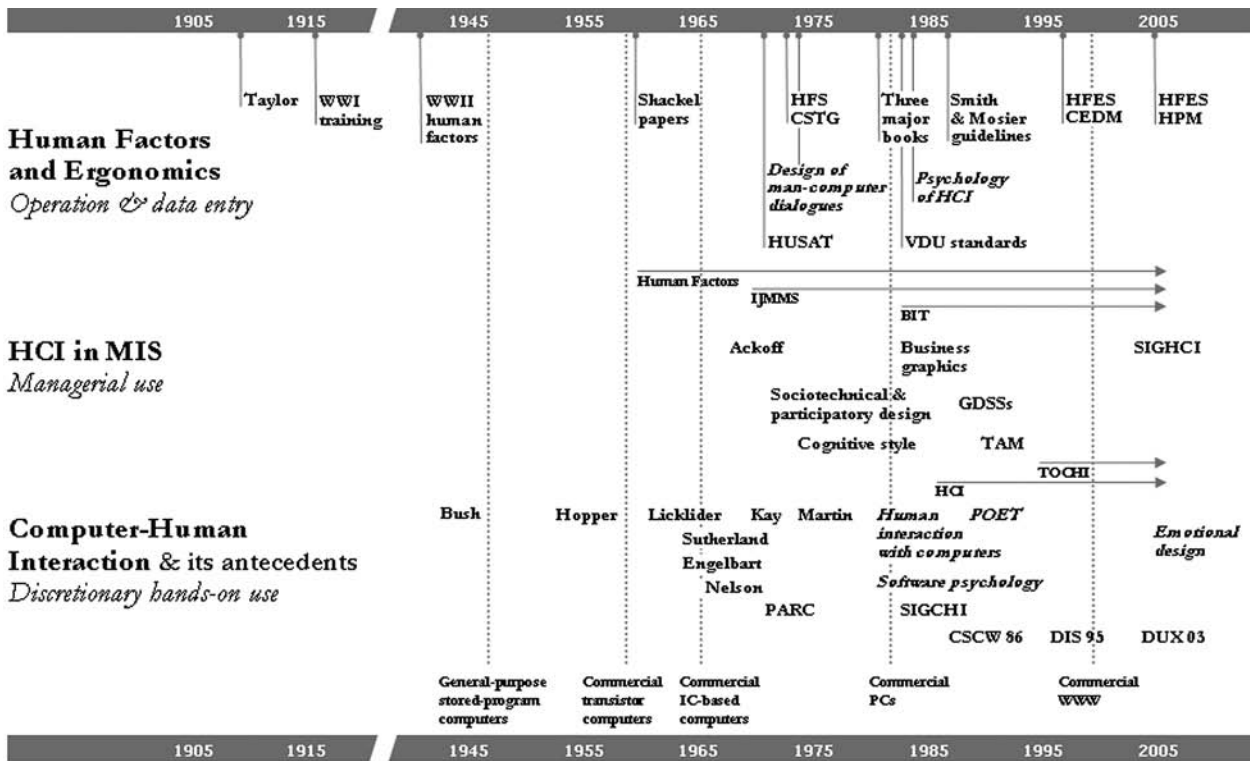 1905 1915 1945 1955 1965 1975 1985 1995 2005
Taylor
WWI
training
WWII
human
factors
Shackel
papers
HFS
CSTG
Three
major
books
Smith
& Mosier
guidelines
HFES
CEDM
HFES
HPM
Human Factors
and Ergonomics
Operation & data entry
Design of
man-computer
dialogues
Psychology
of HCI
HUSAT
VDU standards
Human Factors
IJMMS
BIT
HCI in MIS
Managerial use
Ackoff
Business
graphics
SIGHCI
Sociotechnical &
participatory design
GDSSs
Cognitive style
TAM
TOCHI
HCI
Computer-Human
Interaction & its antecedents
Discretionary hands-on use
Bush
Hopper
Licklider
Kay
Martin
Human
interaction
with computers
POET
Emotional
design
Sutherland
Engelbart
Nelson
Software psychology
PARC
SIGCHI
CSCW 86
DIS 95
DUX 03
General-purpose
stored-program
computers
Commercial
transistor
computers
Commercial
IC-based
computers
Commercial
PCs
Commercial
WWW
1905 1915 1945 1955 1965 1975 1985 1995 2005